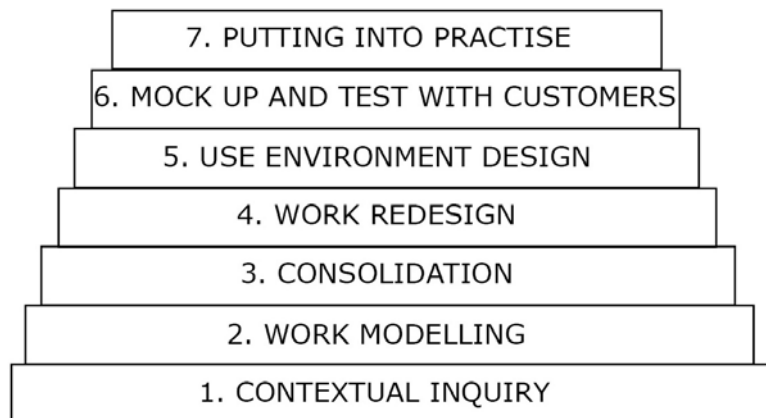 7. PUTTING INTO PRACTISE
6. MOCK UP AND TEST WITH CUSTOMERS
5. USE ENVIRONMENT DESIGN
4. WORK REDESIGN
3. CONSOLIDATION
2. WORK MODELLING
1. CONTEXTUAL INQUIRY